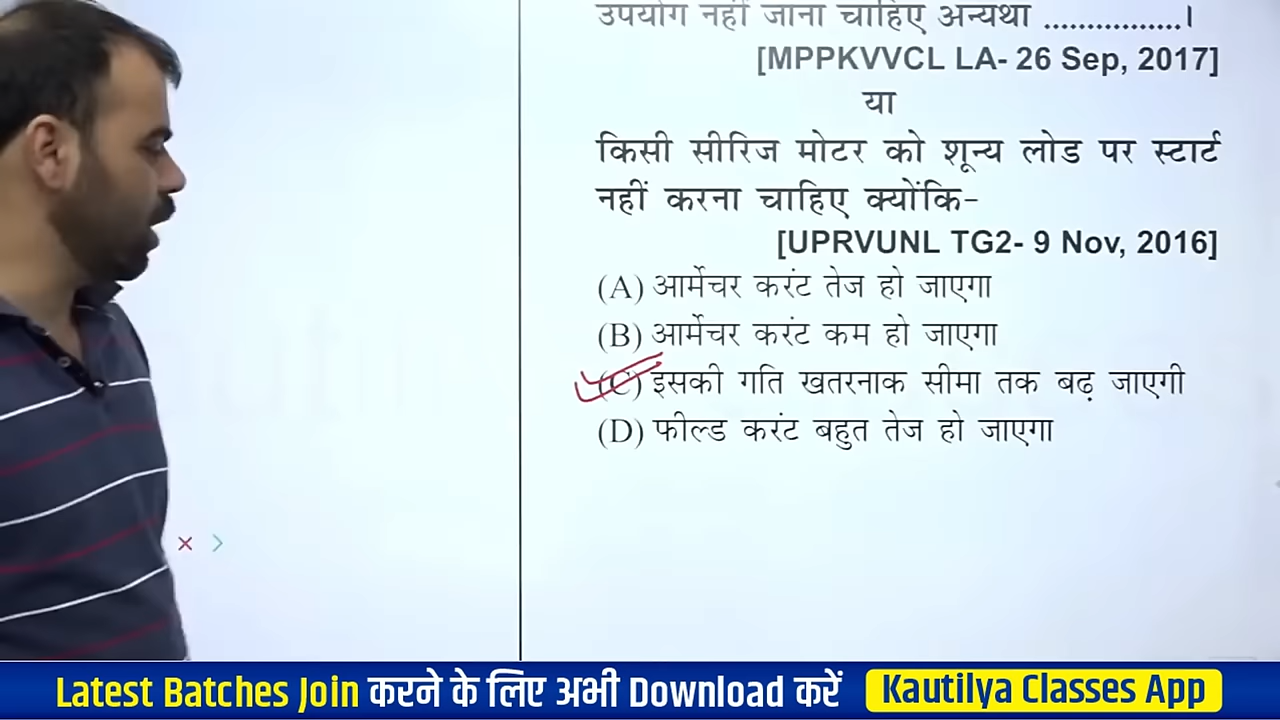 उपयोग नहीं जाना चाहिए अन्यथा ................।
[MPPKVVCL LA- 26 Sep, 2017]
या
किसी सीरिज मोटर को शून्य लोड पर स्टार्ट
नहीं करना चाहिए क्योंकि-
[UPRVUNL TG2- 9 Nov, 2016]
(A) आर्मेचर करंट तेज हो जाएगा
(B) आर्मेचर करंट कम हो जाएगा
(C) इसकी गति खतरनाक सीमा तक बढ़ जाएगी
(D) फील्ड करंट बहुत तेज हो जाएगा
Latest Batches Join करने के लिए अभी Download करें Kautilya Classes App